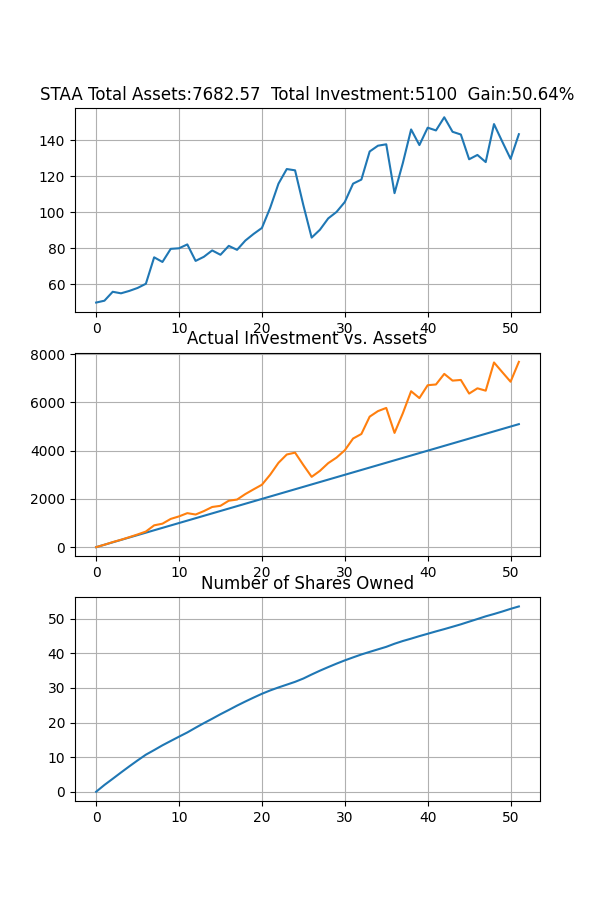 STAA Total Assets:7682.57  Total Investment:5100  Gain:50.64%
140
120
100
80
60
0 10 20 30 40 50
Actual Investment vs. Assets
8000
6000
4000
2000
0
0 10 20 30 40 50
Number of Shares Owned
50
40
30
20
10
0
0 10 20 30 40 50